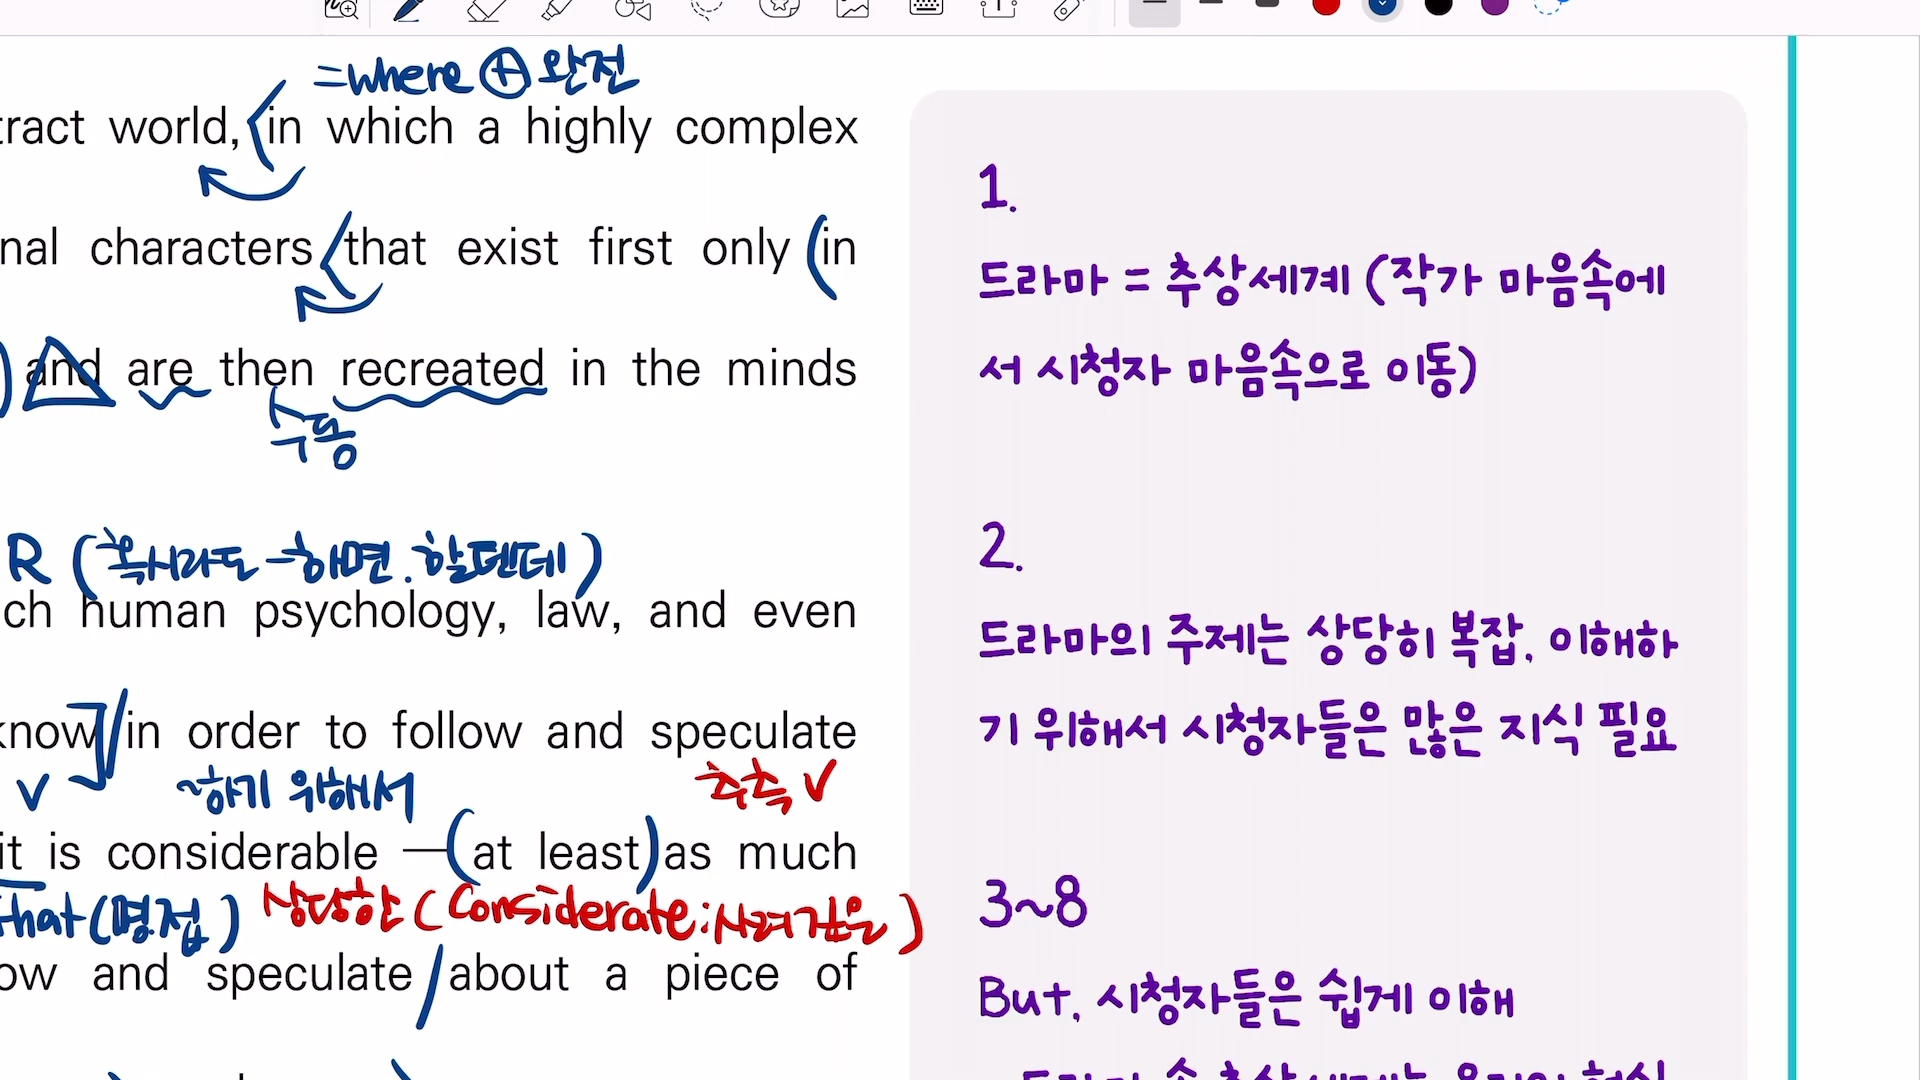 =where ⊕ 완전
tract world, in which a highly complex
nal characters that exist first only (in
) and are then recreated in the minds
수동
R (혹시라도 ~하면, 할텐데)
ch human psychology, law, and even
know] in order to follow and speculate
V ~하기 위해서 추측 V
it is considerable — (at least) as much
that (명.접) 상당한 (Considerate: 사려깊은)
ow and speculate / about a piece of
1.
드라마 = 추상세계 (작가 마음속에
서 시청자 마음속으로 이동)
2.
드라마의 주제는 상당히 복잡, 이해하
기 위해서 시청자들은 많은 지식 필요
3~8
But, 시청자들은 쉽게 이해